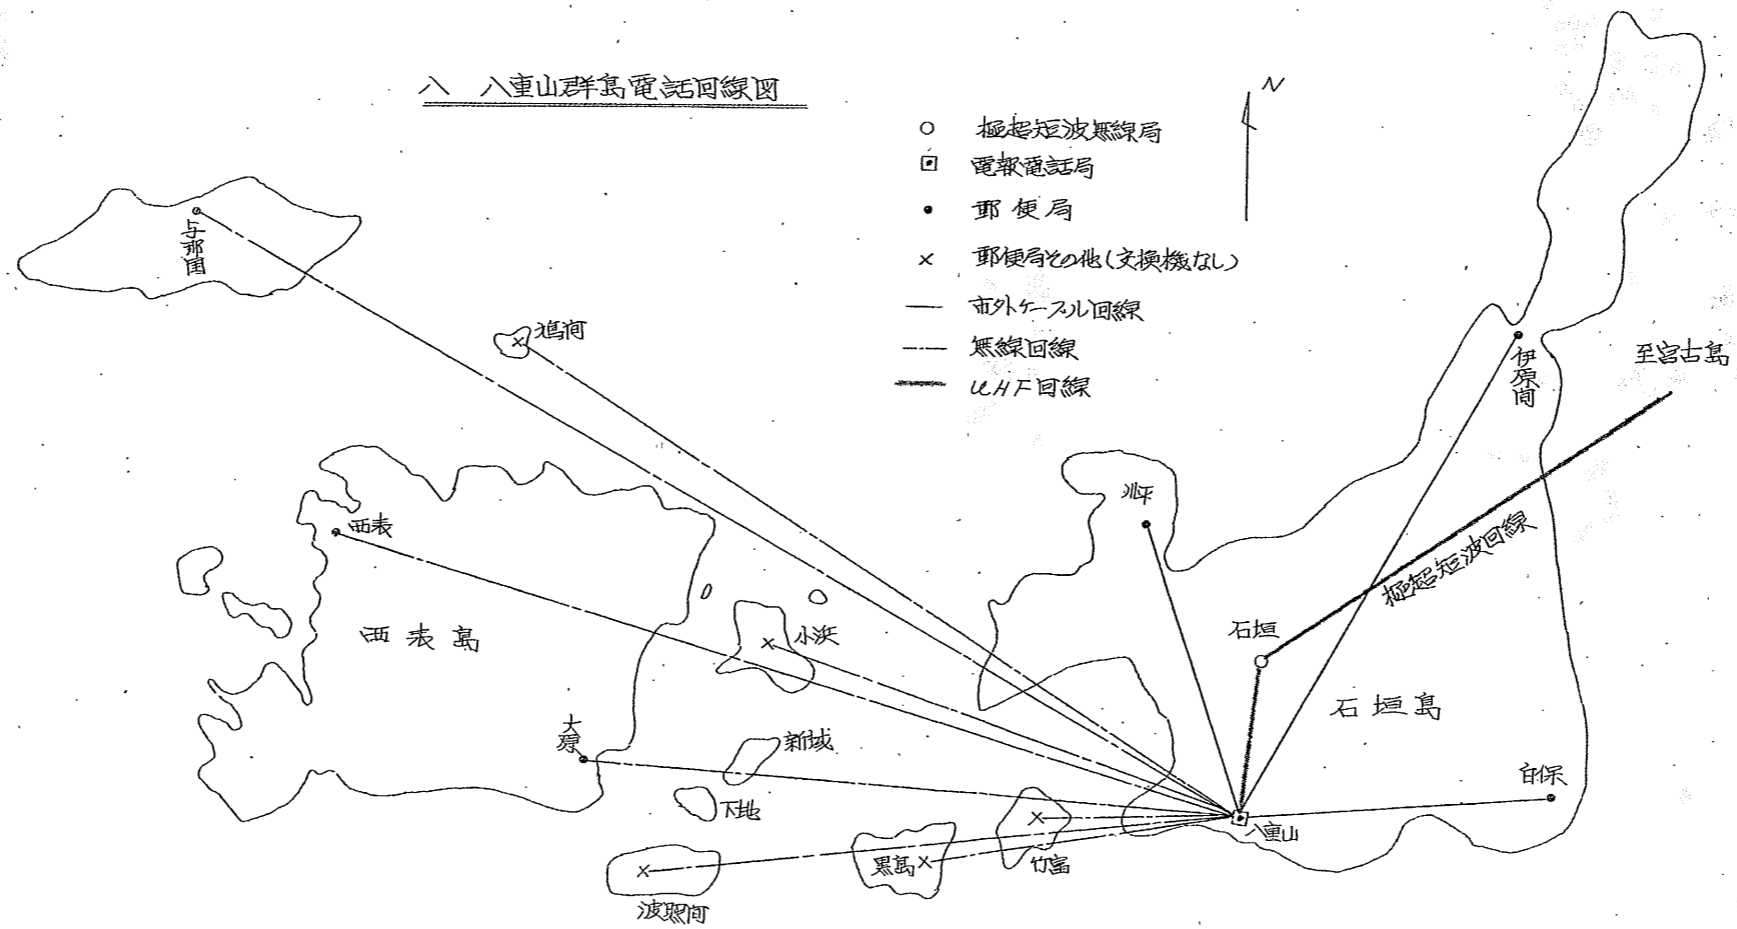 八 八重山群島電話回線図
N
極超短波無線局
電報電話局
郵便局
郵便局その他(交換機なし)
市外ケーブル回線
無線回線
UHF回線
与那国
鳩間
伊原間
至宮古島
川平
西表
極超短波回線
石垣
西表島
小浜
石垣島
大原
新城
白保
下地
八重山
黒島
竹富
波照間